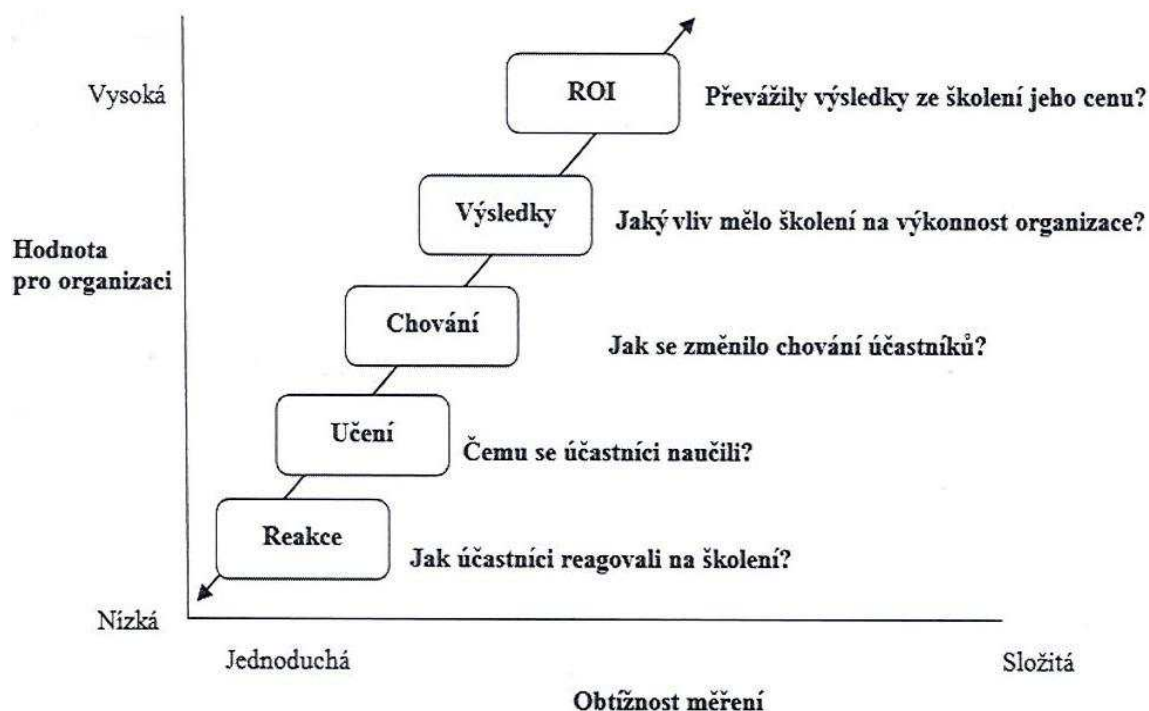 Vysoká
ROI
Převážily výsledky ze školení jeho cenu?
Výsledky
Jaký vliv mělo školení na výkonnost organizace?
Hodnota
pro organizaci
Chování
Jak se změnilo chování účastníků?
Učení
Čemu se účastníci naučili?
Reakce
Jak účastníci reagovali na školení?
Nízká
Jednoduchá
Složitá
Obtížnost měření